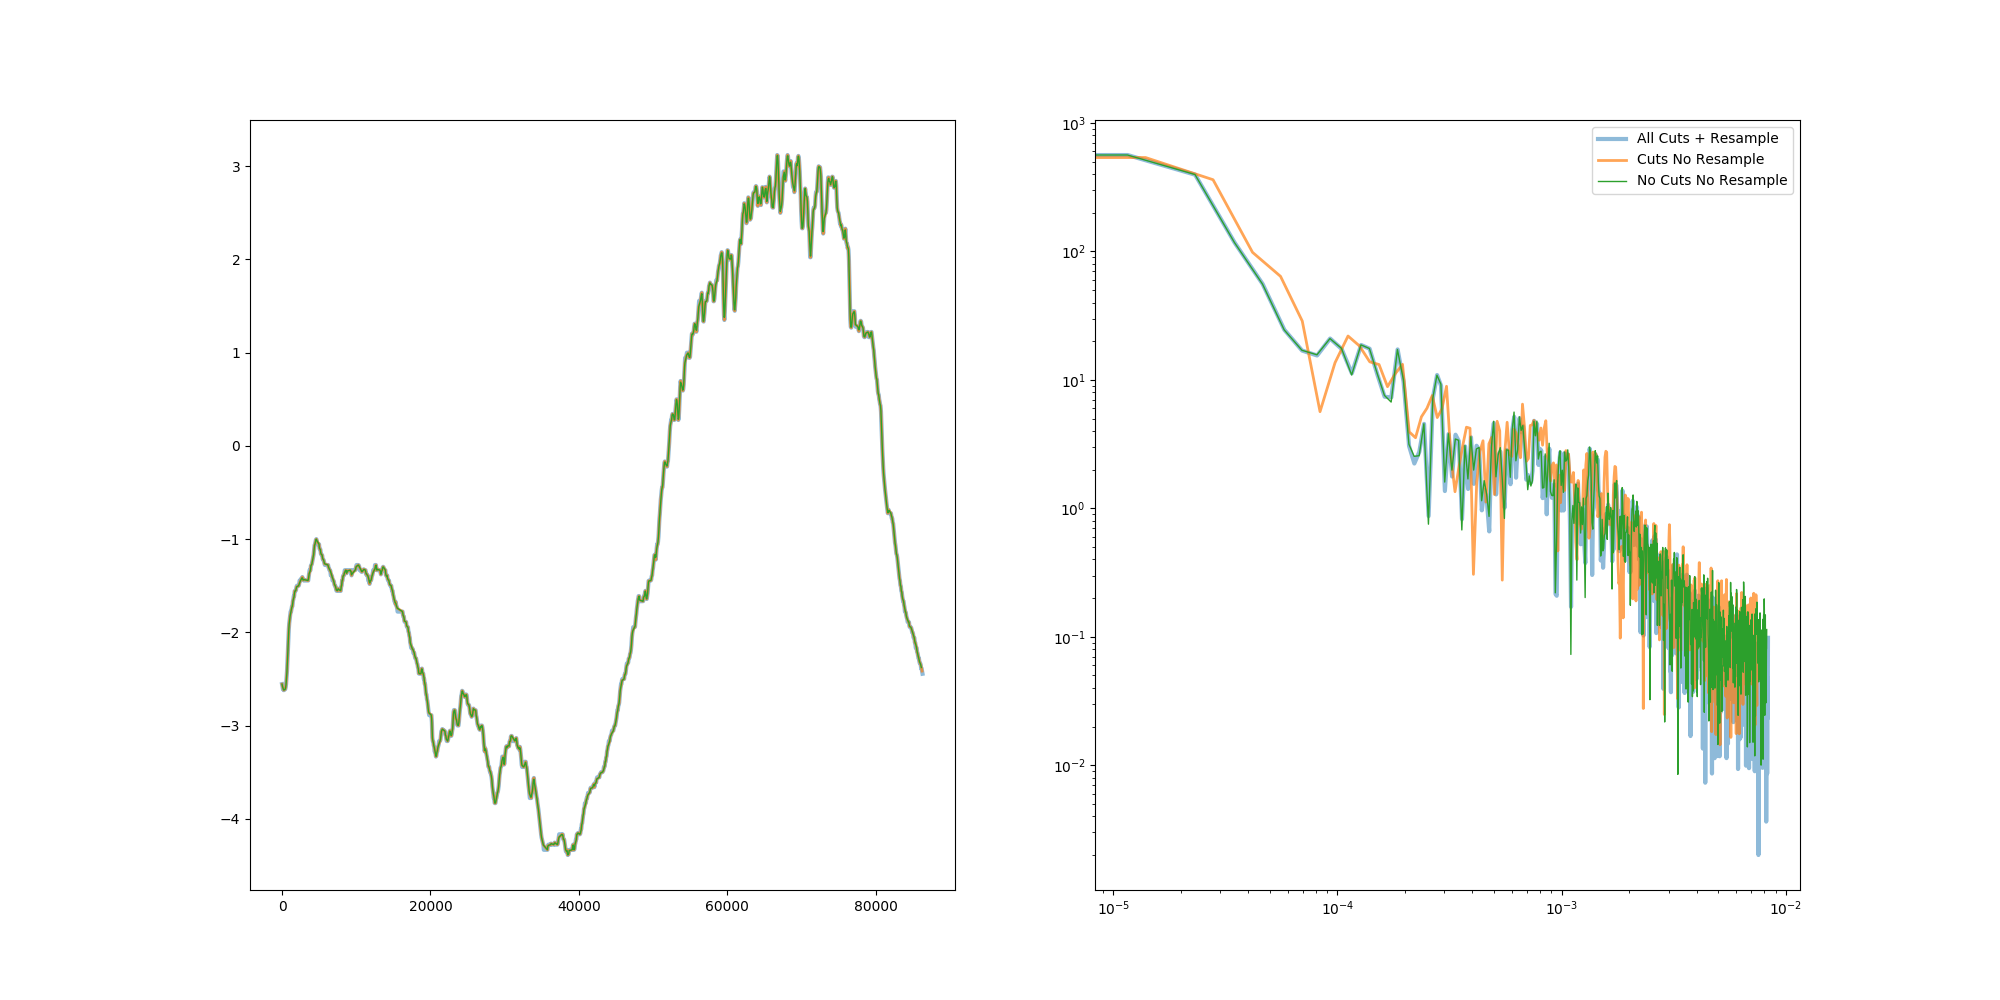 3
2
1
0
−1
−2
−3
−4
0 20000 40000 60000 80000
10³
10²
10¹
10⁰
10⁻¹
10⁻²
10⁻⁵ 10⁻⁴ 10⁻³ 10⁻²
All Cuts + Resample
Cuts No Resample
No Cuts No Resample